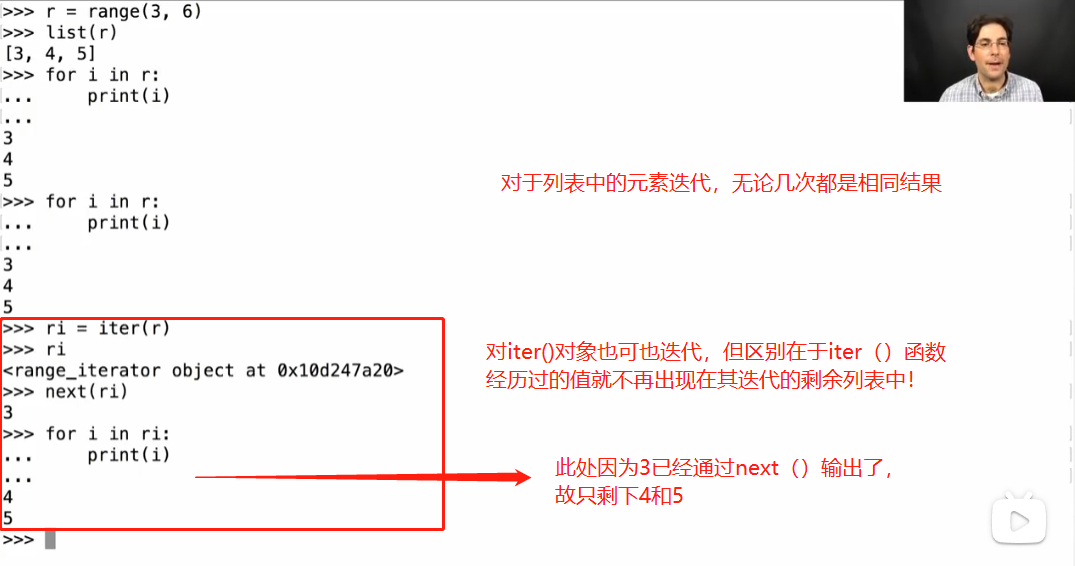 >>> r = range(3, 6)
>>> list(r)
[3, 4, 5]
>>> for i in r:
...     print(i)
...
3
4
5
>>> for i in r:
...     print(i)
...
3
4
5
>>> ri = iter(r)
>>> ri
<range_iterator object at 0x10d247a20>
>>> next(ri)
3
>>> for i in ri:
...     print(i)
...
4
5
>>>
对于列表中的元素迭代，无论几次都是相同结果
对iter()对象也可也迭代，但区别在于iter（）函数
经历过的值就不再出现在其迭代的剩余列表中！
此处因为3已经通过next（）输出了，
故只剩下4和5